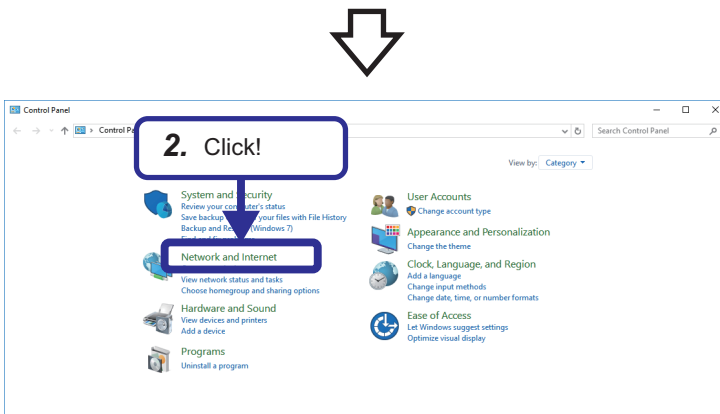 Control Panel
Control Pa
Search Control Panel
2. Click!
View by: Category
System and Security
Review your computer's status
Save backup your files with File History
Backup and Re (Windows 7)
Network and Internet
View network status and tasks
Choose homegroup and sharing options
Hardware and Sound
View devices and printers
Add a device
Programs
Uninstall a program
User Accounts
Change account type
Appearance and Personalization
Change the theme
Clock, Language, and Region
Add a language
Change input methods
Change date, time, or number formats
Ease of Access
Let Windows suggest settings
Optimize visual display